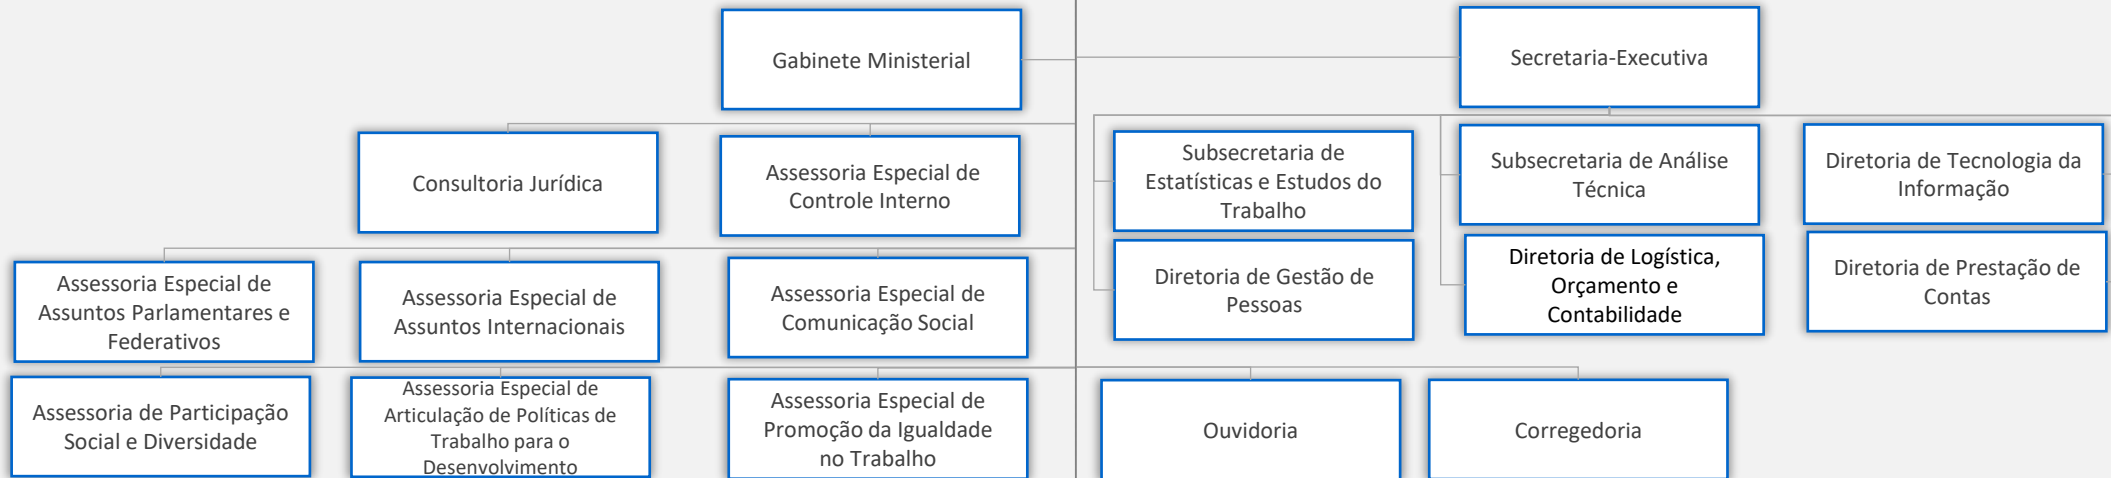 Gabinete Ministerial
Secretaria-Executiva
Consultoria Jurídica
Assessoria Especial de
Controle Interno
Subsecretaria de
Estatísticas e Estudos do
Trabalho
Subsecretaria de Análise
Técnica
Diretoria de Tecnologia da
Informação
Diretoria de Gestão de
Pessoas
Diretoria de Logística,
Orçamento e
Contabilidade
Diretoria de Prestação de
Contas
Assessoria Especial de
Assuntos Parlamentares e
Federativos
Assessoria Especial de
Assuntos Internacionais
Assessoria Especial de
Comunicação Social
Assessoria de Participação
Social e Diversidade
Assessoria Especial de
Articulação de Políticas de
Trabalho para o
Desenvolvimento
Assessoria Especial de
Promoção da Igualdade
no Trabalho
Ouvidoria
Corregedoria